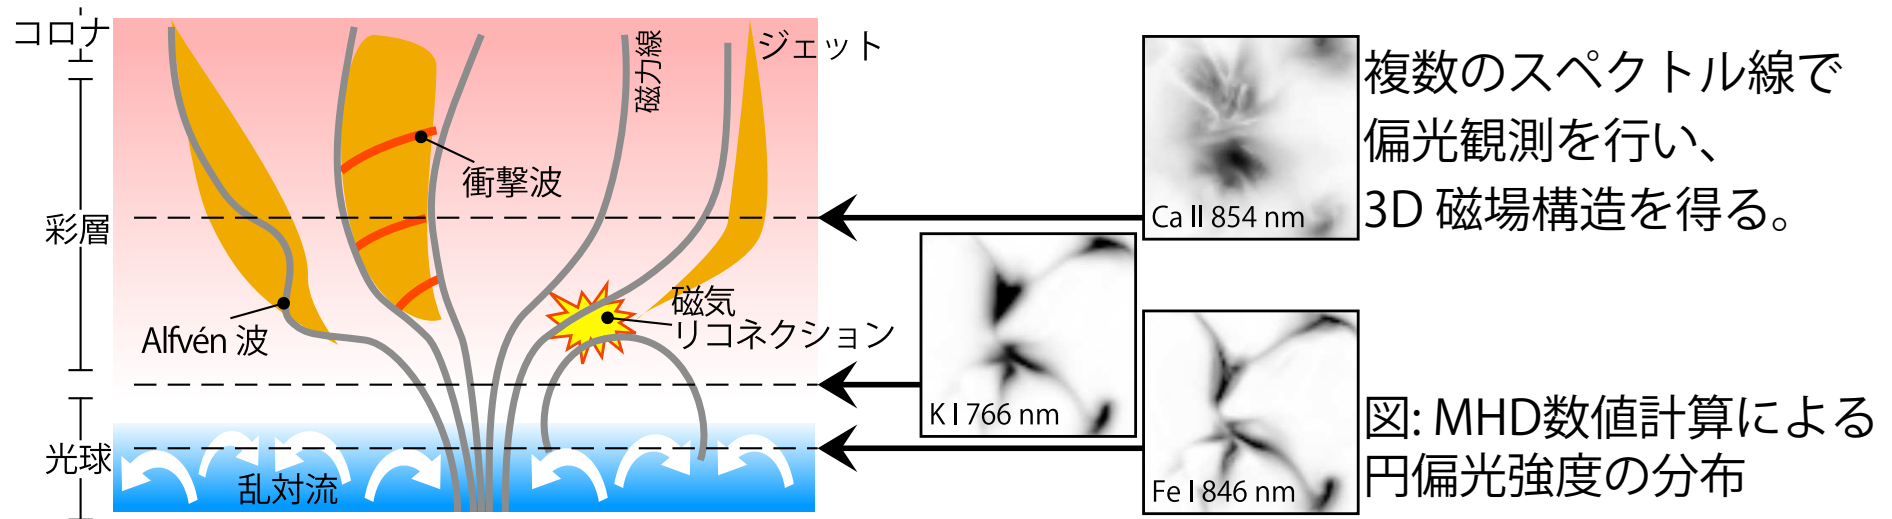 コロナ
彩層
光球
磁力線
ジェット
衝撃波
Alfvén 波
磁気
リコネクション
乱対流
Ca II 854 nm
K I 766 nm
Fe I 846 nm
複数のスペクトル線で
偏光観測を行い、
3D 磁場構造を得る。
図: MHD数値計算による
円偏光強度の分布